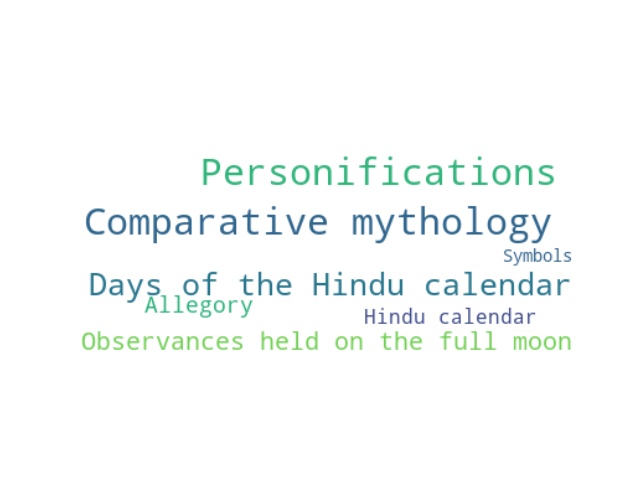 Personifications
Comparative mythology
Symbols
Days of the Hindu calendar
Allegory
Hindu calendar
Observances held on the full moon